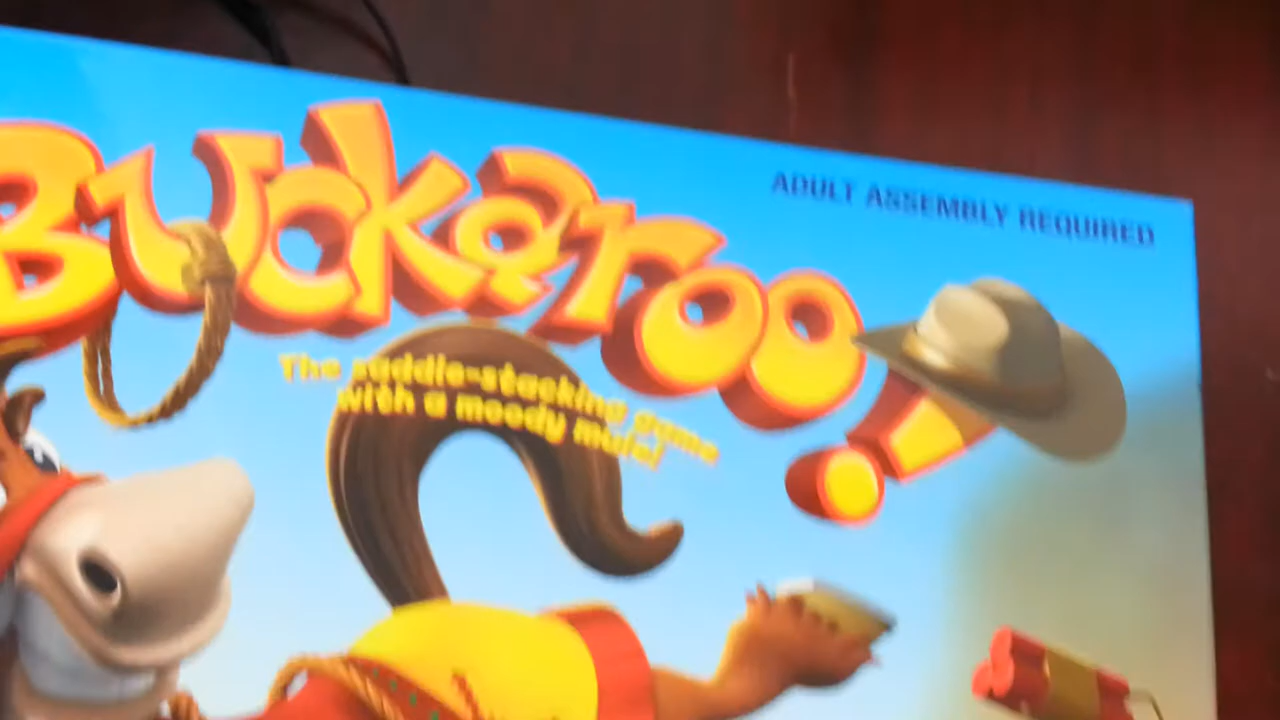 ADULT ASSEMBLY REQUIRED
Buckaroo!
The saddle-stacking game
with a moody mule!